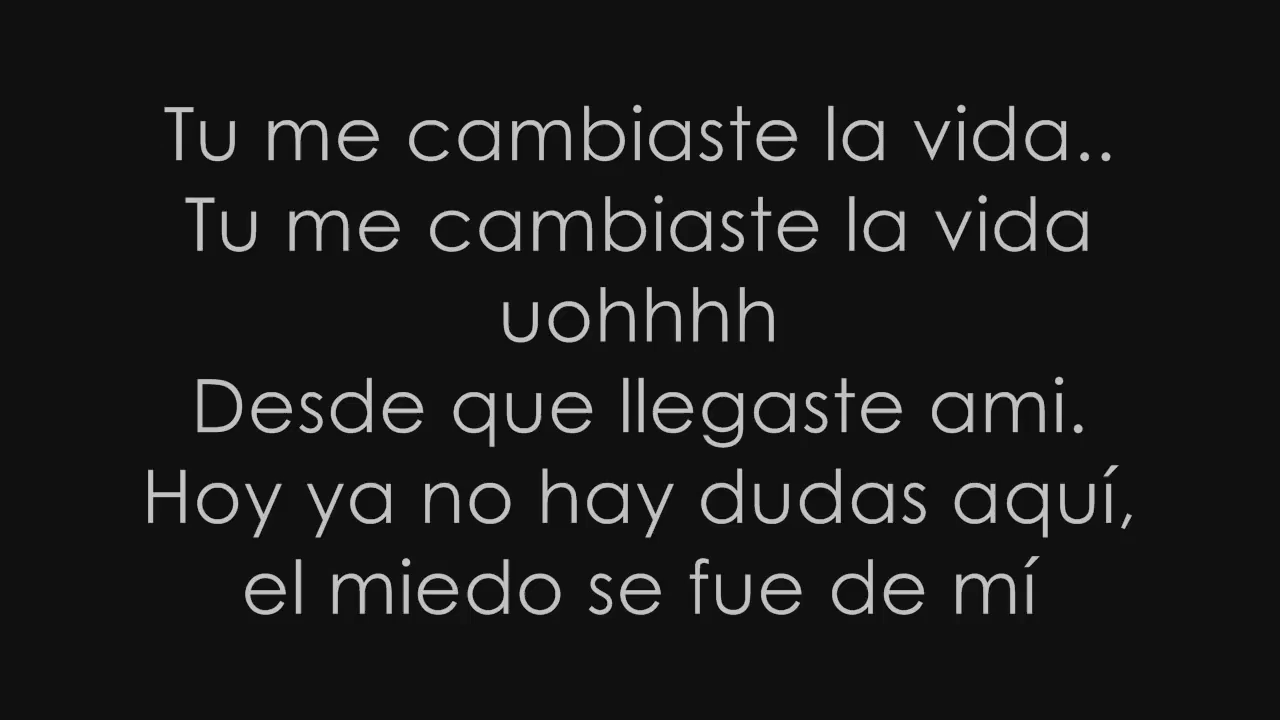 Tu me cambiaste la vida..
Tu me cambiaste la vida
uohhhh
Desde que llegaste ami.
Hoy ya no hay dudas aquí,
el miedo se fue de mí